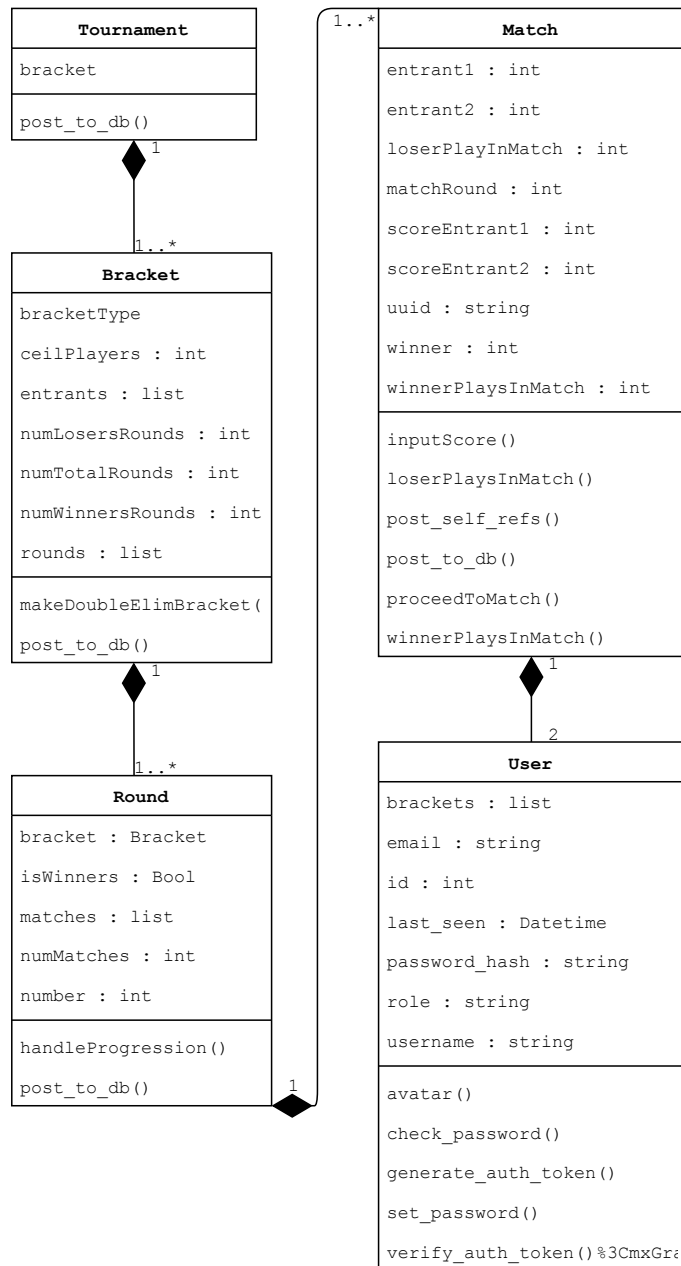 Tournament
bracket
post_to_db()
1
1..*
Bracket
bracketType
ceilPlayers : int
entrants : list
numLosersRounds : int
numTotalRounds : int
numWinnersRounds : int
rounds : list
makeDoubleElimBracket(
post_to_db()
1
1..*
Round
bracket : Bracket
isWinners : Bool
matches : list
numMatches : int
number : int
handleProgression()
post_to_db()
1
1..*
Match
entrant1 : int
entrant2 : int
loserPlayInMatch : int
matchRound : int
scoreEntrant1 : int
scoreEntrant2 : int
uuid : string
winner : int
winnerPlaysInMatch : int
inputScore()
loserPlaysInMatch()
post_self_refs()
post_to_db()
proceedToMatch()
winnerPlaysInMatch()
1
2
User
brackets : list
email : string
id : int
last_seen : Datetime
password_hash : string
role : string
username : string
avatar()
check_password()
generate_auth_token()
set_password()
verify_auth_token()%3CmxGra